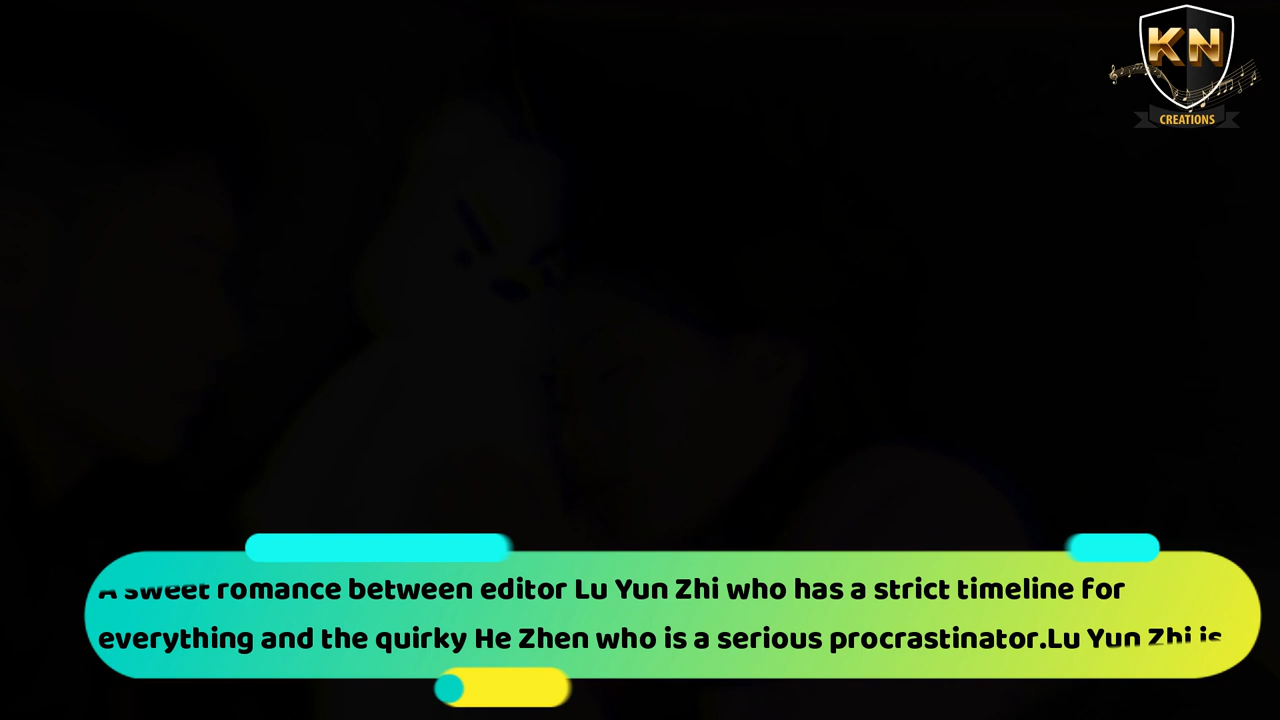 KN
CREATIONS
A sweet romance between editor Lu Yun Zhi who has a strict timeline for
everything and the quirky He Zhen who is a serious procrastinator.Lu Yun Zhi is